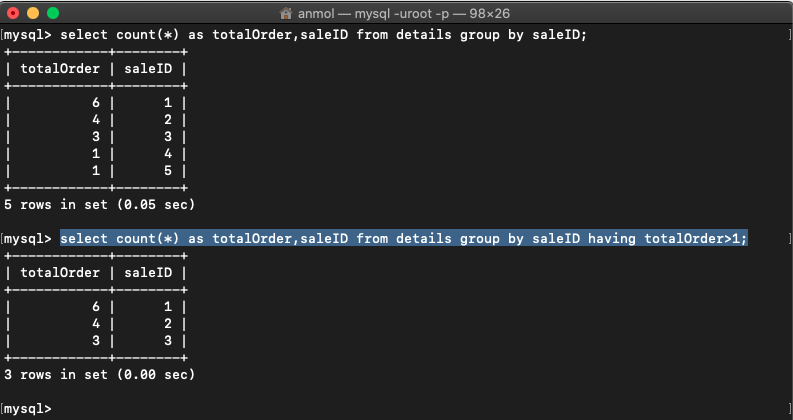 anmol — mysql -uroot -p — 98×26
[mysql> select count(*) as totalOrder,saleID from details group by saleID; ]
+------------+--------+
| totalOrder | saleID |
+------------+--------+
|          6 |      1 |
|          4 |      2 |
|          3 |      3 |
|          1 |      4 |
|          1 |      5 |
+------------+--------+
5 rows in set (0.05 sec)
[mysql> select count(*) as totalOrder,saleID from details group by saleID having totalOrder>1; ]
+------------+--------+
| totalOrder | saleID |
+------------+--------+
|          6 |      1 |
|          4 |      2 |
|          3 |      3 |
+------------+--------+
3 rows in set (0.00 sec)
[mysql> ]